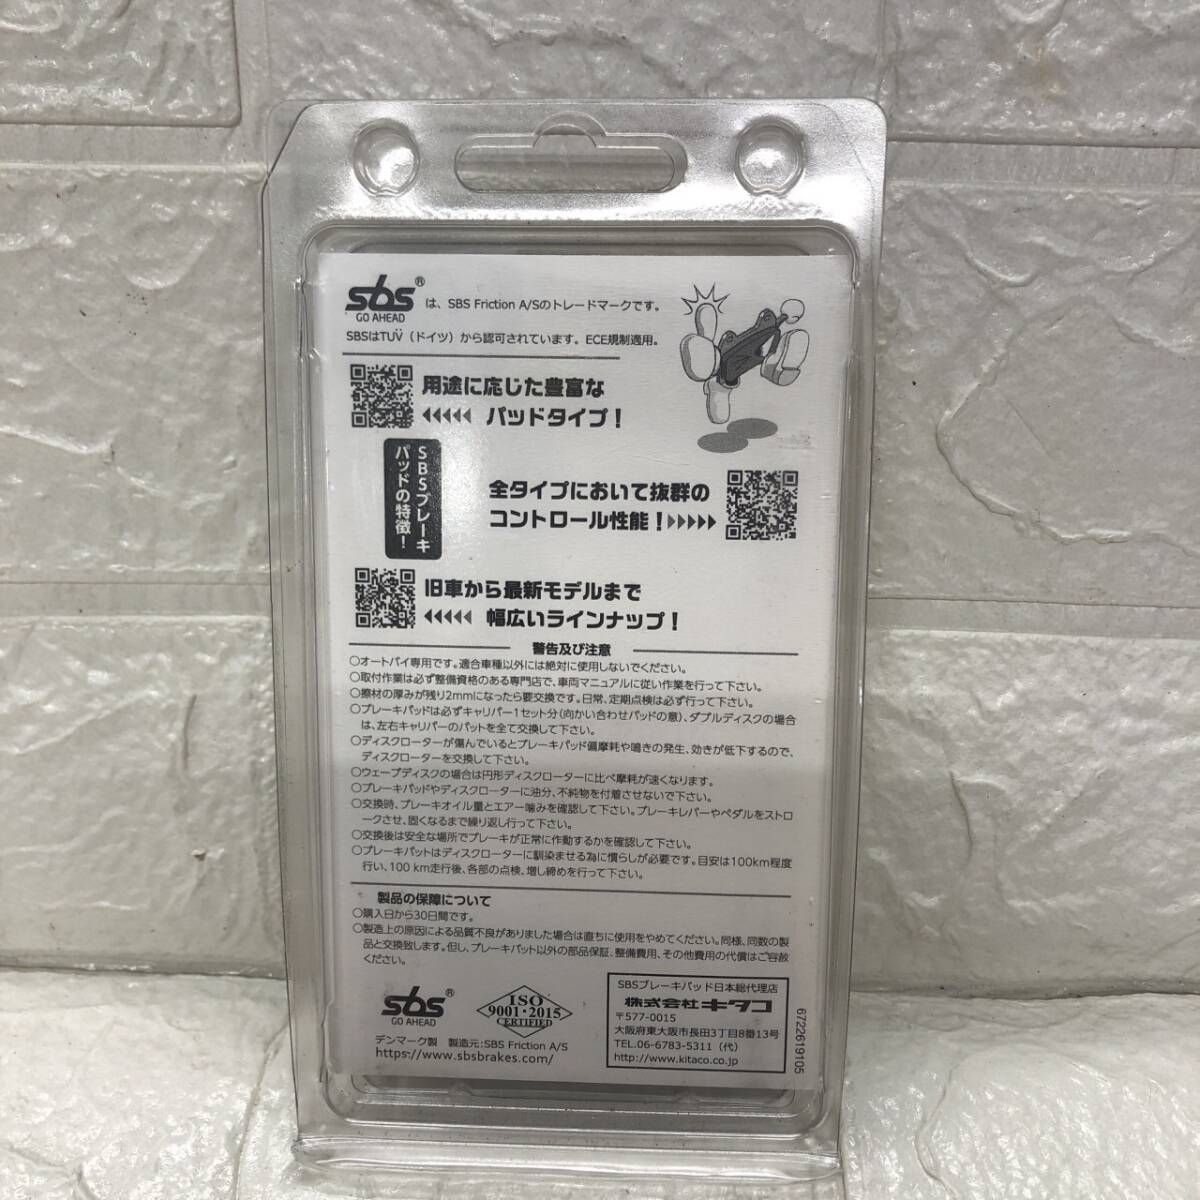 sbs® は、SBS Friction A/Sのトレードマークです。
GO AHEAD
SBSはTÜV（ドイツ）から認可されています。ECE規制適用。
用途に応じた豊富な
パッドタイプ！
SBSブレーキ
パッドの特徴！
全タイプにおいて抜群の
コントロール性能！
旧車から最新モデルまで
幅広いラインナップ！
警告及び注意
○オートバイ専用です。適合車種以外には絶対に使用しないでください。
○取付作業は必ず整備資格のある専門店で、車両マニュアルに従い作業を行って下さい。
○擦材の厚みが残り2mmになったら要交換です。日常、定期点検は必ず行って下さい。
○ブレーキパッドは必ずキャリパー1セット分（向かい合わせパッドの意）、ダブルディスクの場合
は、左右キャリパーのパットを全て交換して下さい。
○ディスクローターが傷んでいるとブレーキパッド偏摩耗や鳴きの発生、効きが低下するので、
ディスクローターを交換して下さい。
○ウェーブディスクの場合は円形ディスクローターに比べ摩耗が速くなります。
○ブレーキパッドやディスクローターに油分、不純物を付着させないで下さい。
○交換時、ブレーキオイル量とエアー噛みを確認して下さい。ブレーキレバーやペダルをストロ
ークさせ、固くなるまで繰り返し行って下さい。
○交換後は安全な場所でブレーキが正常に作動するかを確認して下さい。
○ブレーキパットはディスクローターに馴染ませる為に慣らしが必要です。目安は100km程度
行い、100 km走行後、各部の点検、増し締めを行って下さい。
製品の保障について
○購入日から30日間です。
○製造上の原因による品質不良がありました場合は直ちに使用をやめてください。同様、同数の製
品と交換致します。但し、ブレーキパット以外の部品保証、整備費用、その他費用の代償はご容赦
ください。
sbs®
GO AHEAD
ISO
9001・2015
CERTIFIED
デンマーク製 製造元:SBS Friction A/S
https://www.sbsbrakes.com/
SBSブレーキパッド日本総代理店
株式会社キタコ
〒577-0015
大阪府東大阪市長田3丁目8番13号
TEL.06-6783-5311（代）
http://www.kitaco.co.jp
6722619105